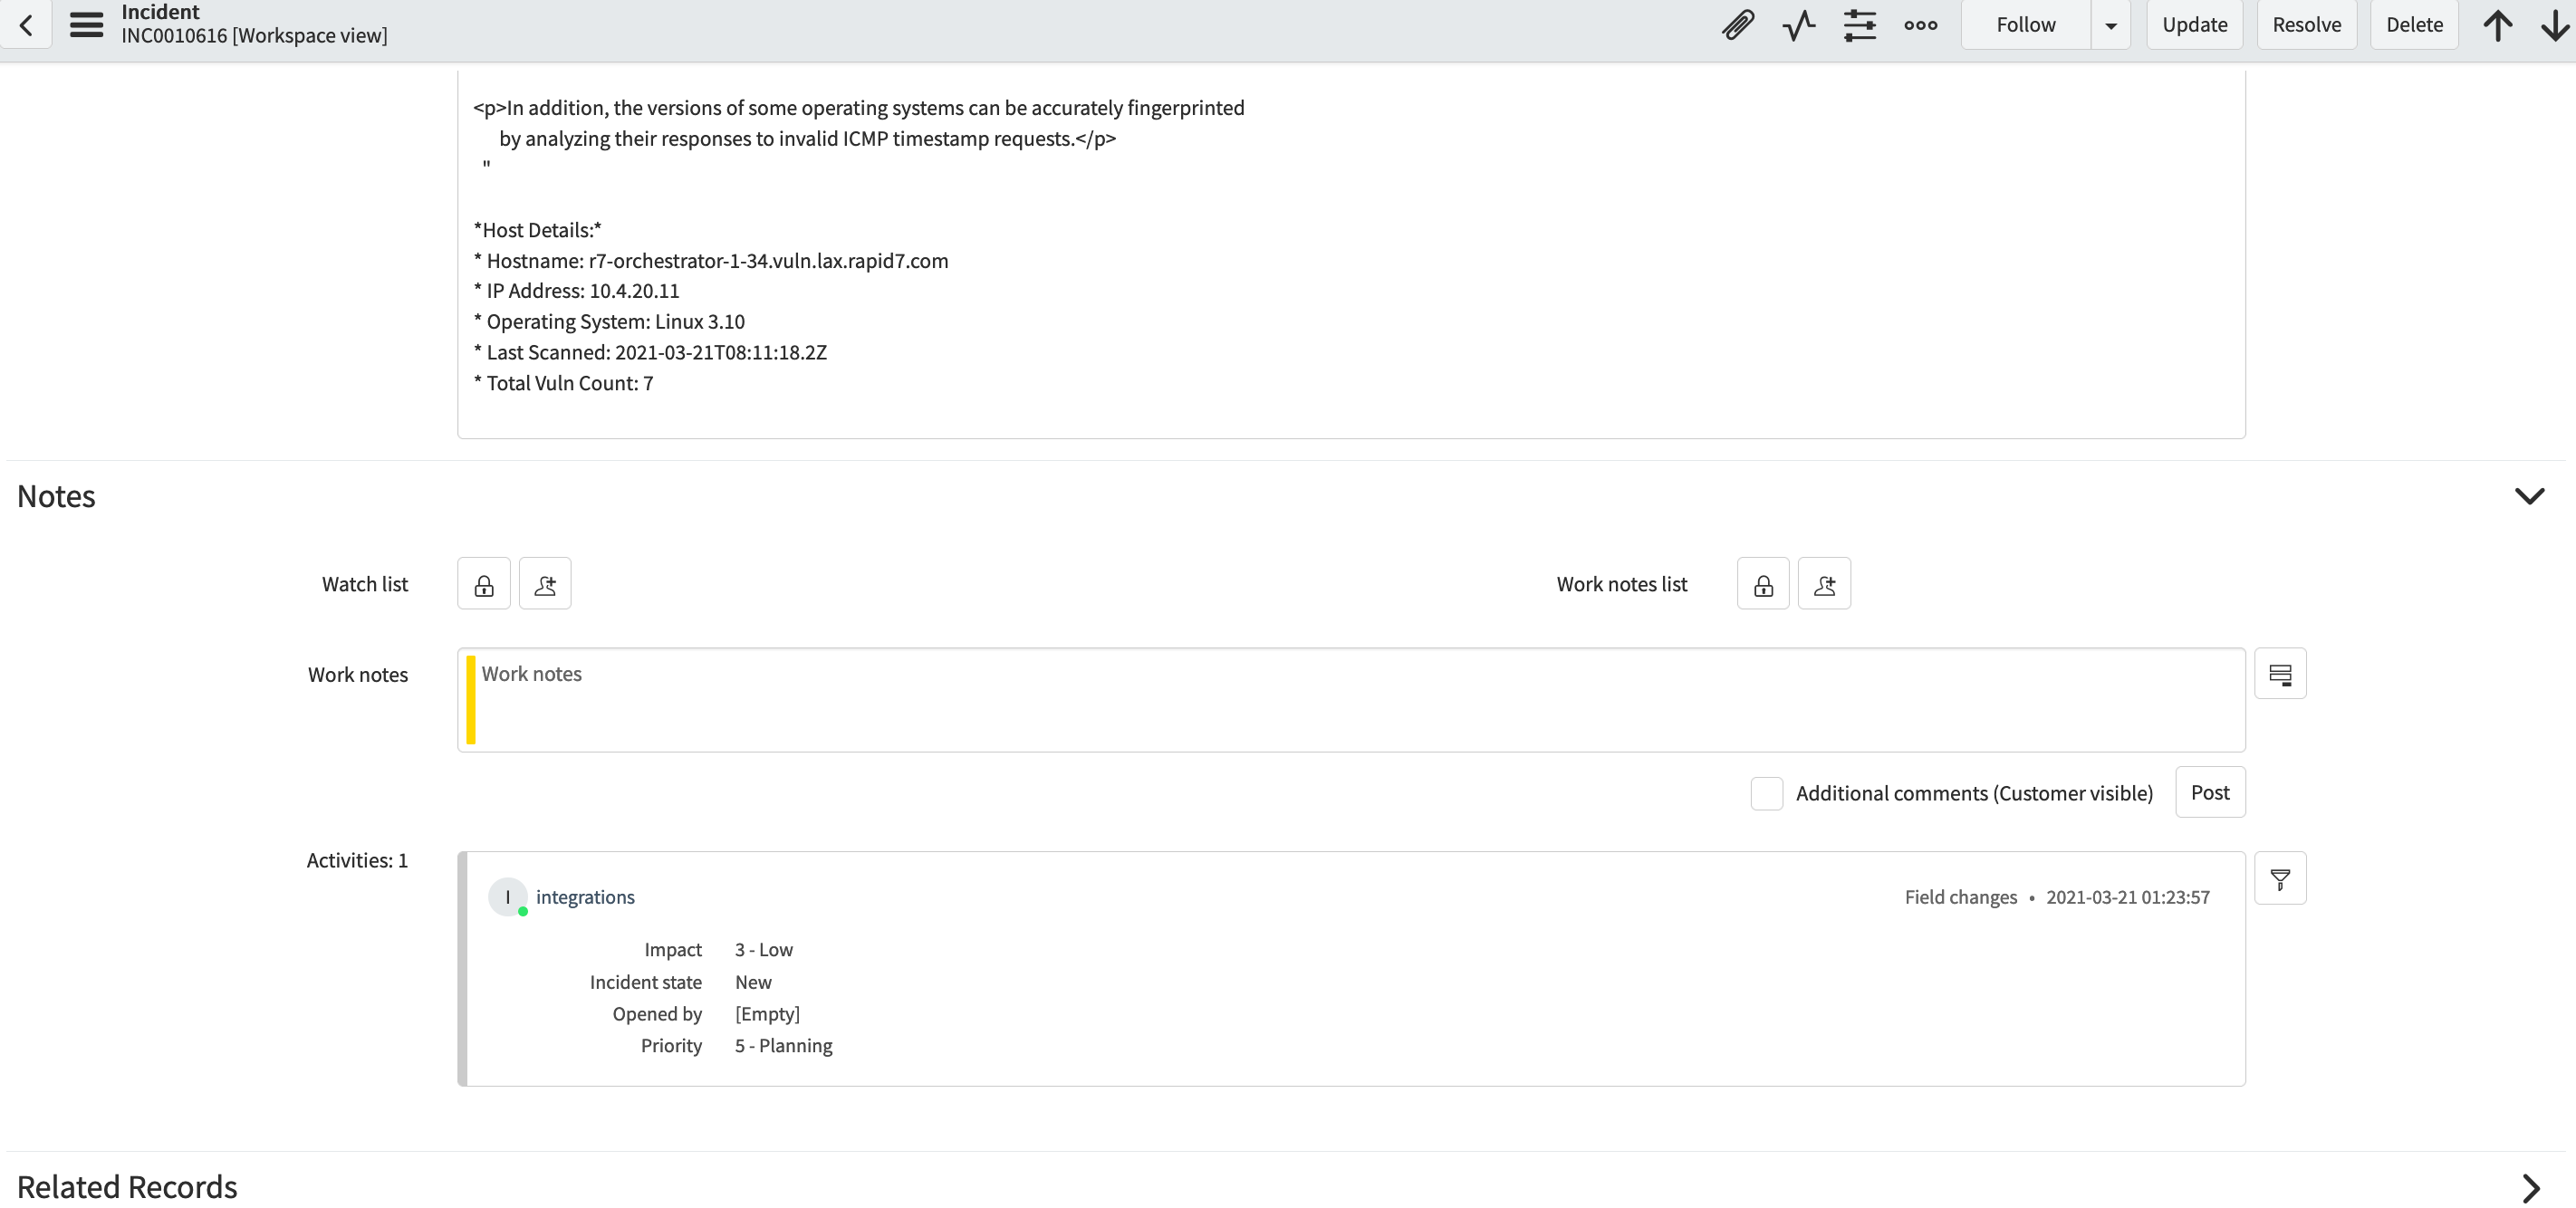 Incident
INC0010616 [Workspace view]
Follow
Update
Resolve
Delete
<p>In addition, the versions of some operating systems can be accurately fingerprinted
by analyzing their responses to invalid ICMP timestamp requests.</p>
"
*Host Details:*
* Hostname: r7-orchestrator-1-34.vuln.lax.rapid7.com
* IP Address: 10.4.20.11
* Operating System: Linux 3.10
* Last Scanned: 2021-03-21T08:11:18.2Z
* Total Vuln Count: 7
Notes
Watch list
Work notes list
Work notes
Work notes
Additional comments (Customer visible)
Post
Activities: 1
I
integrations
Field changes • 2021-03-21 01:23:57
Impact 3 - Low
Incident state New
Opened by [Empty]
Priority 5 - Planning
Related Records